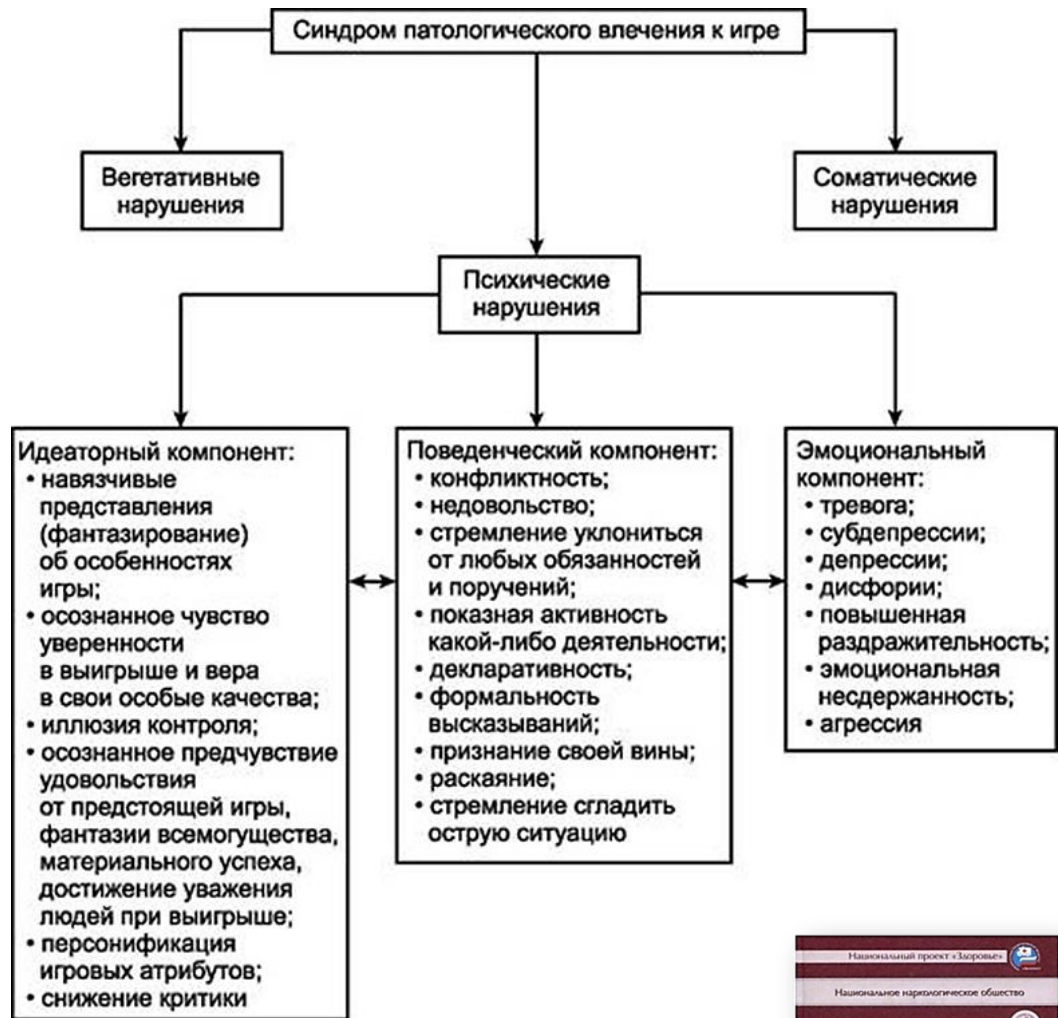 Синдром патологического влечения к игре
Вегетативные
нарушения
Соматические
нарушения
Психические
нарушения
Идеаторный компонент:
• навязчивые
представления
(фантазирование)
об особенностях
игры;
• осознанное чувство
уверенности
в выигрыше и вера
в свои особые качества;
• иллюзия контроля;
• осознанное предчувствие
удовольствия
от предстоящей игры,
фантазии всемогущества,
материального успеха,
достижение уважения
людей при выигрыше;
• персонификация
игровых атрибутов;
• снижение критики
Поведенческий компонент:
• конфликтность;
• недовольство;
• стремление уклониться
от любых обязанностей
и поручений;
• показная активность
какой-либо деятельности;
• декларативность;
• формальность
высказываний;
• признание своей вины;
• раскаяние;
• стремление сгладить
острую ситуацию
Эмоциональный
компонент:
• тревога;
• субдепрессии;
• депрессии;
• дисфории;
• повышенная
раздражительность;
• эмоциональная
несдержанность;
• агрессия
Национальный проект «Здоровье»
Национальное наркологическое общество